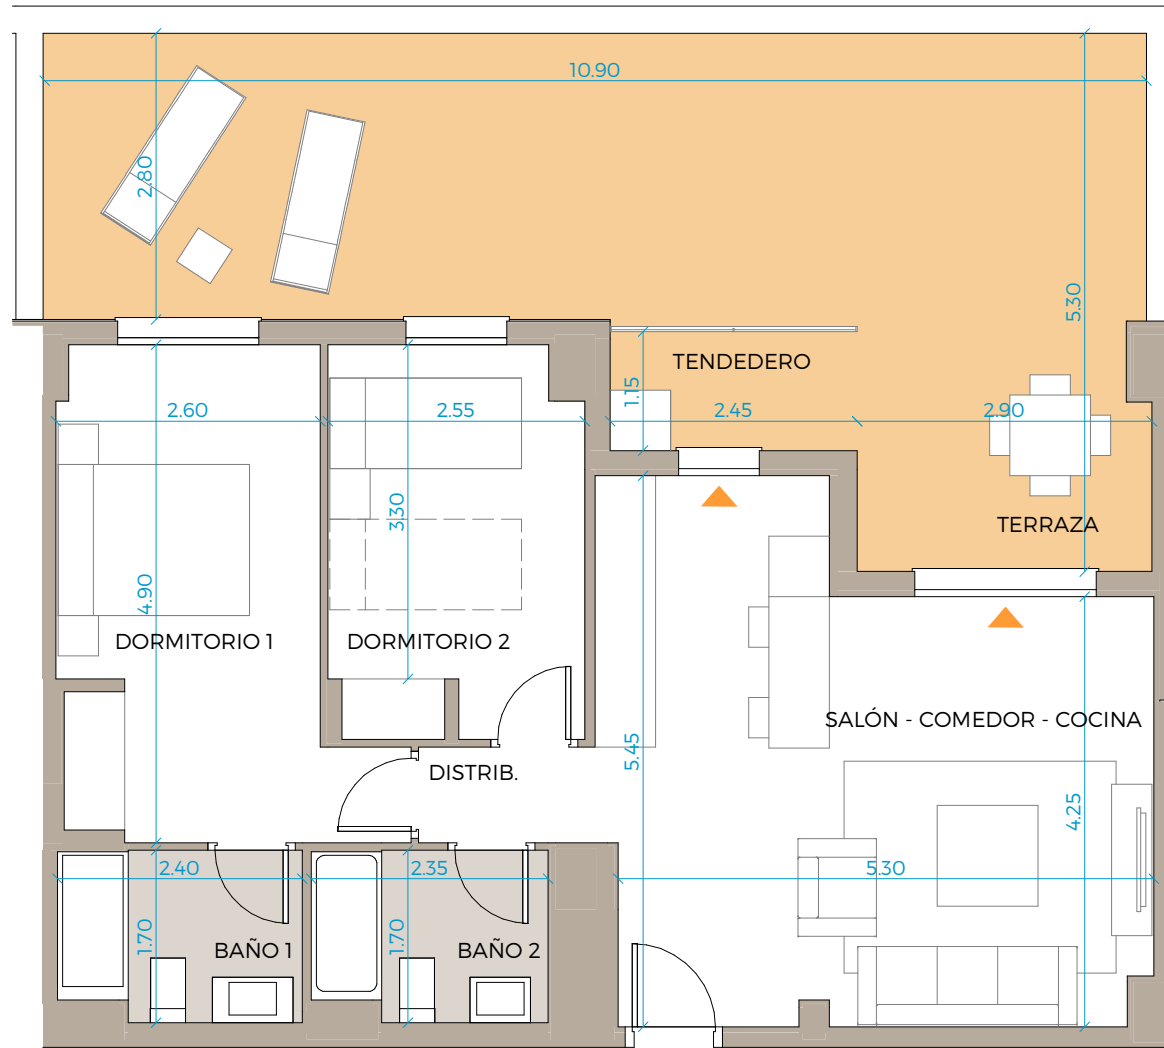 10.90
2.80
5.30
TENDEDERO
1.15
2.60
2.55
2.45
2.90
3.30
TERRAZA
4.90
DORMITORIO 1
DORMITORIO 2
SALÓN - COMEDOR - COCINA
5.45
DISTRIB.
4.25
2.40
2.35
5.30
1.70
BAÑO 1
1.70
BAÑO 2